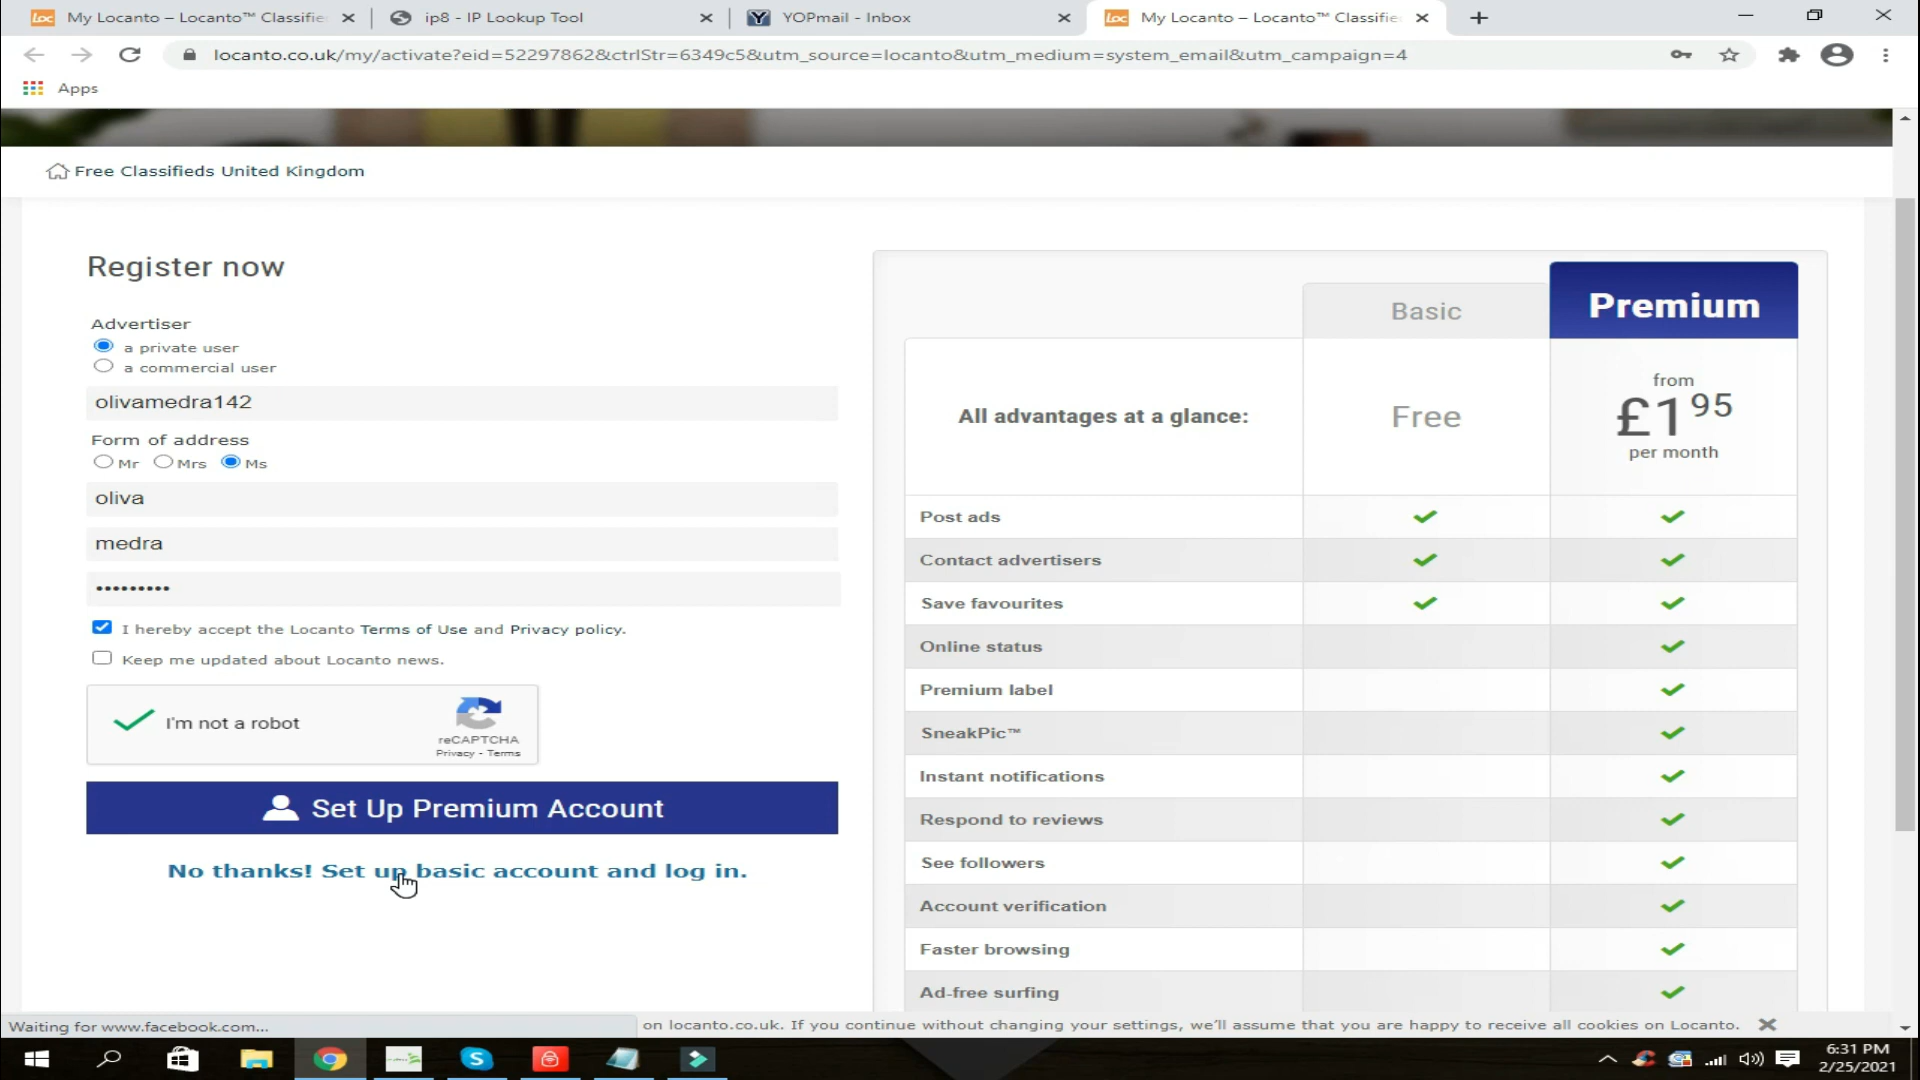 My Locanto – Locanto™ Classifie
ip8 - IP Lookup Tool
YOPmail - Inbox
My Locanto – Locanto™ Classifie
locanto.co.uk/my/activate?eid=52297862&ctrlStr=6349c5&utm_source=locanto&utm_medium=system_email&utm_campaign=4
Apps
Free Classifieds United Kingdom
Register now
Advertiser
a private user
a commercial user
olivamedra142
Form of address
Mr Mrs Ms
oliva
medra
•••••••••
I hereby accept the Locanto Terms of Use and Privacy policy.
Keep me updated about Locanto news.
I'm not a robot
reCAPTCHA
Privacy - Terms
Set Up Premium Account
No thanks! Set up basic account and log in.
Basic
Premium
All advantages at a glance:
Free
from
£1 95
per month
Post ads
Contact advertisers
Save favourites
Online status
Premium label
SneakPic™
Instant notifications
Respond to reviews
See followers
Account verification
Faster browsing
Ad-free surfing
Waiting for www.facebook.com...
on locanto.co.uk. If you continue without changing your settings, we'll assume that you are happy to receive all cookies on Locanto.
6:31 PM
2/25/2021